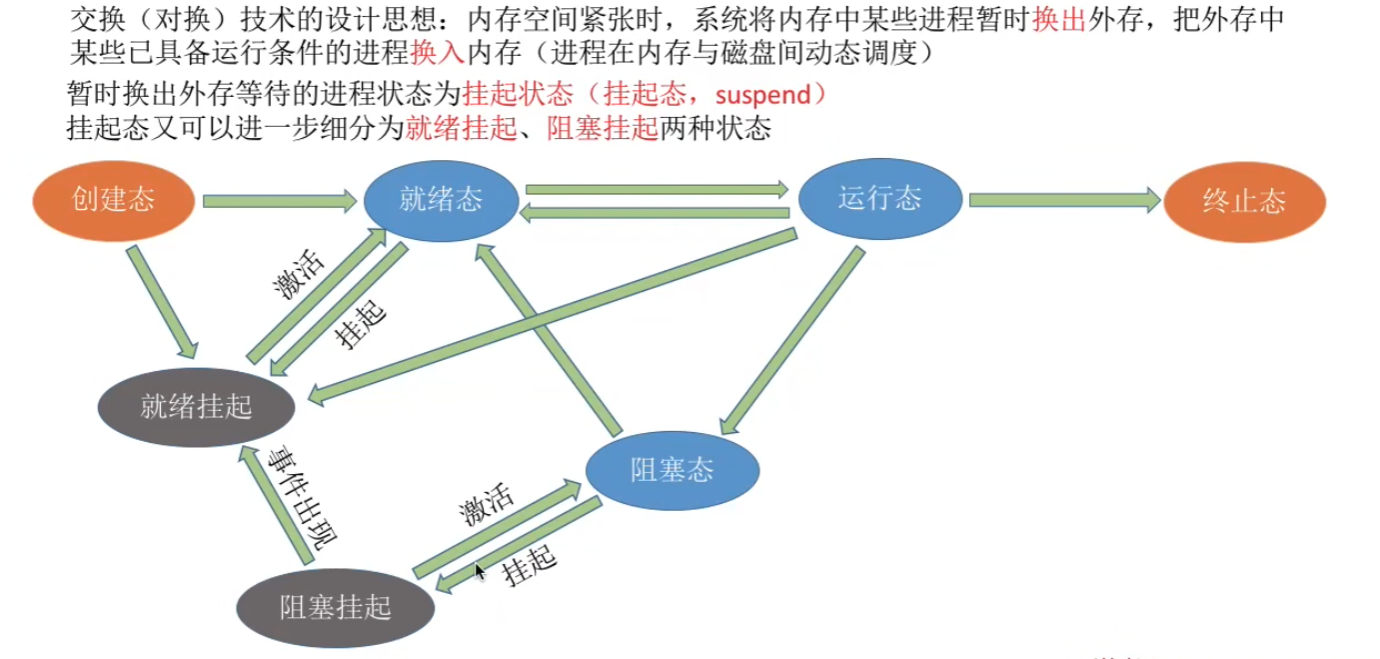 交换（对换）技术的设计思想：内存空间紧张时，系统将内存中某些进程暂时换出外存，把外存中
某些已具备运行条件的进程换入内存（进程在内存与磁盘间动态调度）
暂时换出外存等待的进程状态为挂起状态（挂起态，suspend）
挂起态又可以进一步细分为就绪挂起、阻塞挂起两种状态
创建态
就绪态
运行态
终止态
激活
挂起
就绪挂起
事件出现
阻塞态
激活
挂起
阻塞挂起